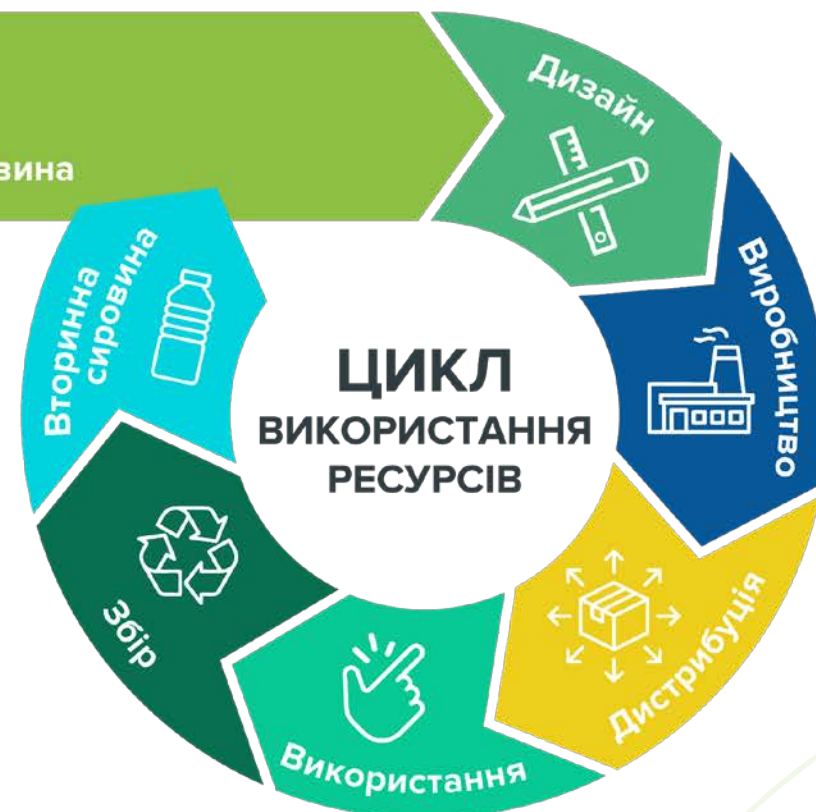 вина
Дизайн
Виробництво
Дистрибуція
Використання
Збір
Вторинна
сировина
ЦИКЛ
ВИКОРИСТАННЯ
РЕСУРСІВ